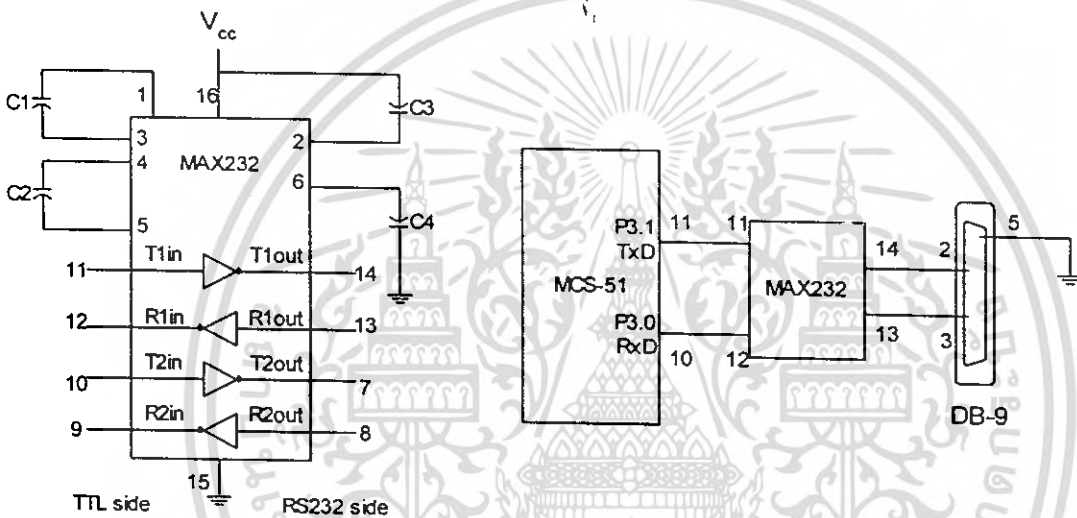 Vcc
C1
1
16
C3
3
2
4
MAX232
6
C2
5
C4
11
T1in
T1out
14
12
R1in
R1out
13
10
T2in
T2out
7
9
R2in
R2out
8
15
TTL side
RS232 side
MCS-51
P3.1
TxD
11
11
MAX232
14
2
5
P3.0
RxD
10
12
13
3
DB-9